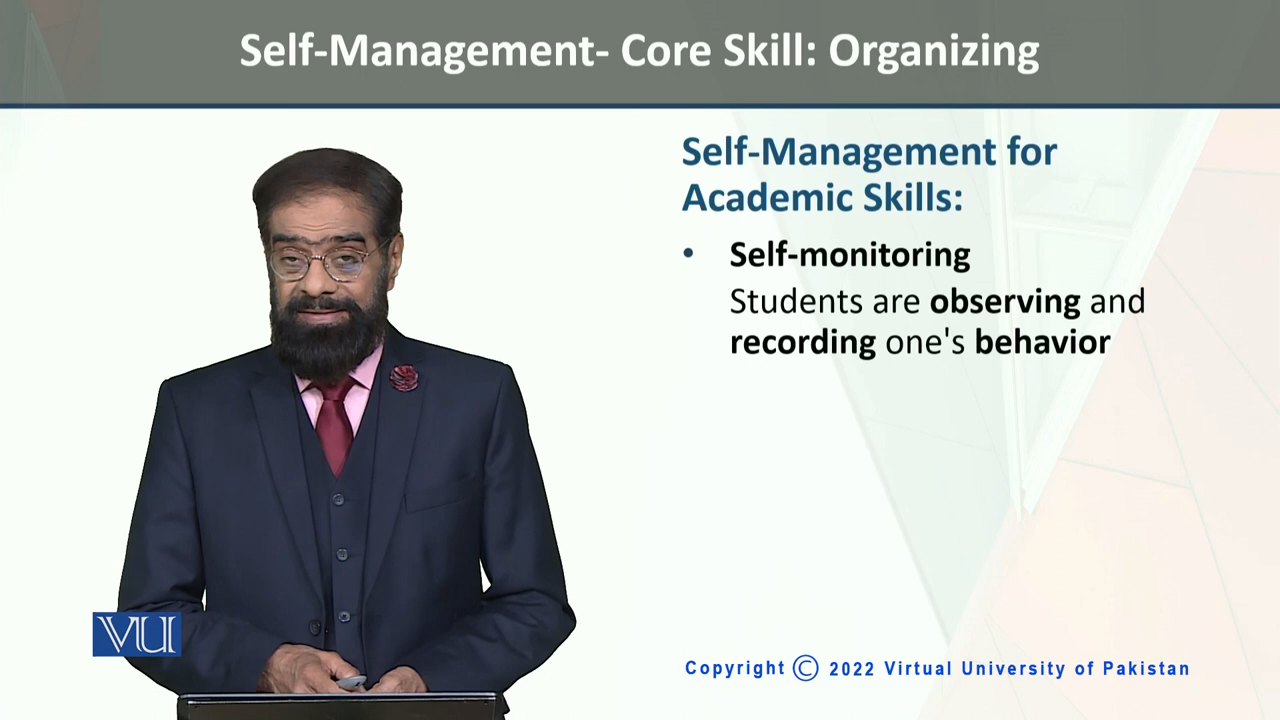 Self-Management- Core Skill: Organizing
Self-Management for
Academic Skills:
• Self-monitoring
Students are observing and
recording one's behavior
VU
Copyright © 2022 Virtual University of Pakistan